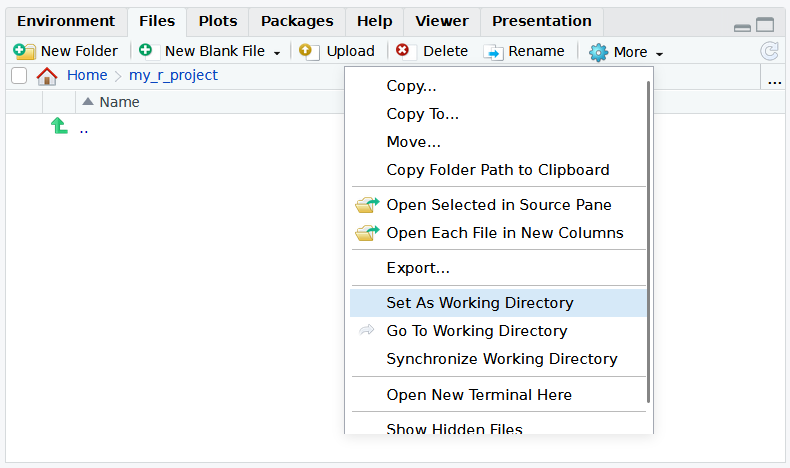 Environment Files Plots Packages Help Viewer Presentation
New Folder New Blank File Upload Delete Rename More
Home my_r_project ...
Name
..
Copy...
Copy To...
Move...
Copy Folder Path to Clipboard
Open Selected in Source Pane
Open Each File in New Columns
Export...
Set As Working Directory
Go To Working Directory
Synchronize Working Directory
Open New Terminal Here
Show Hidden Files